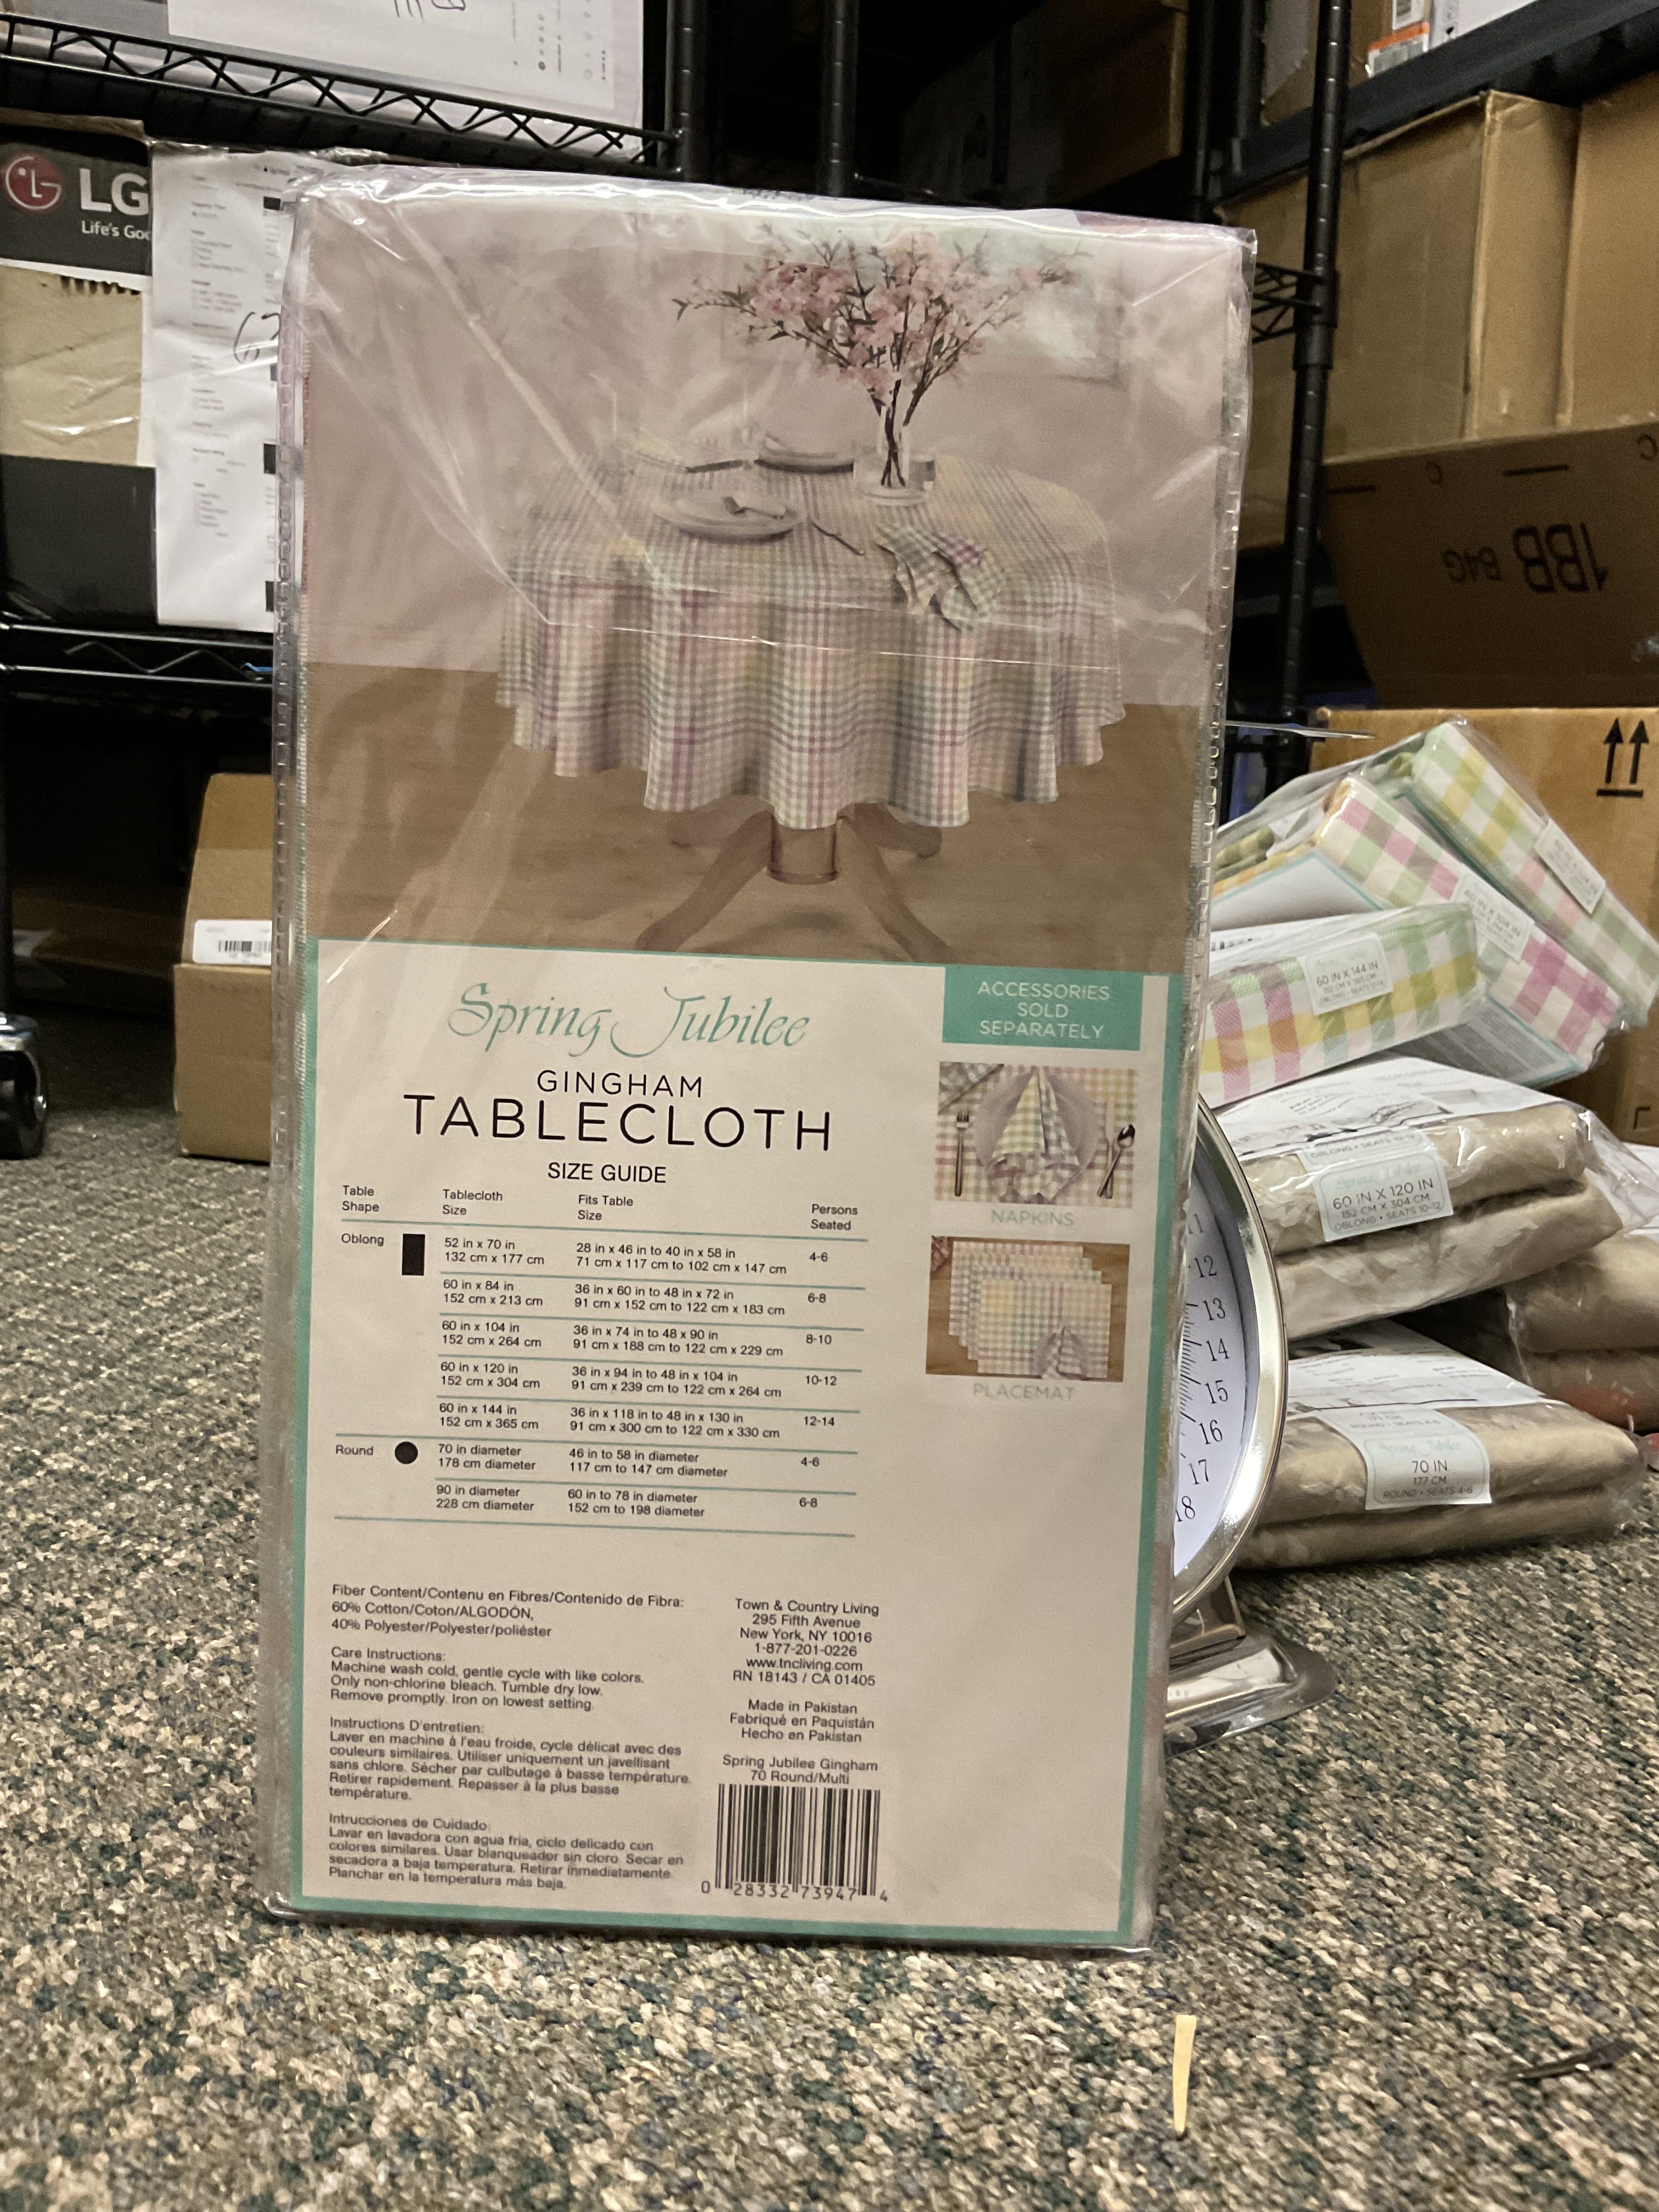 LG
Life's Goo
Spring Jubilee
GINGHAM
TABLECLOTH
SIZE GUIDE
Table Shape
Tablecloth Size
Fits Table Size
Persons Seated
Oblong
52 in x 70 in
132 cm x 177 cm
28 in x 46 in to 40 in x 58 in
71 cm x 117 cm to 102 cm x 147 cm
4-6
60 in x 84 in
152 cm x 213 cm
36 in x 60 in to 48 in x 72 in
91 cm x 152 cm to 122 cm x 183 cm
6-8
60 in x 104 in
152 cm x 264 cm
36 in x 74 in to 48 x 90 in
91 cm x 188 cm to 122 cm x 229 cm
8-10
60 in x 120 in
152 cm x 304 cm
36 in x 94 in to 48 in x 104 in
91 cm x 239 cm to 122 cm x 264 cm
10-12
60 in x 144 in
152 cm x 365 cm
36 in x 118 in to 48 in x 130 in
91 cm x 300 cm to 122 cm x 330 cm
12-14
Round
70 in diameter
178 cm diameter
46 in to 58 in diameter
117 cm to 147 cm diameter
4-6
90 in diameter
228 cm diameter
60 in to 78 in diameter
152 cm to 198 diameter
6-8
ACCESSORIES
SOLD
SEPARATELY
NAPKINS
PLACEMAT
Fiber Content/Contenu en Fibres/Contenido de Fibra:
60% Cotton/Coton/ALGODÓN,
40% Polyester/Polyester/poliéster
Care Instructions:
Machine wash cold, gentle cycle with like colors.
Only non-chlorine bleach. Tumble dry low.
Remove promptly. Iron on lowest setting.
Instructions D'entretien:
Laver en machine à l'eau froide, cycle délicat avec des
couleurs similaires. Utiliser uniquement un javellisant
sans chlore. Sécher par culbutage à basse température.
Retirer rapidement. Repasser à la plus basse
température.
Intrucciones de Cuidado:
Lavar en lavadora con agua fria, ciclo delicado con
colores similares. Usar blanqueador sin cloro. Secar en
secadora a baja temperatura. Retirar inmediatamente.
Planchar en la temperatura más baja.
Town & Country Living
295 Fifth Avenue
New York, NY 10016
1-877-201-0226
www.tncliving.com
RN 18143 / CA 01405
Made in Pakistan
Fabriqué en Paquistán
Hecho en Pakistan
Spring Jubilee Gingham
70 Round/Multi
0 28332 73947 4
1BB B4G
60 IN X 104 IN
60 IN X 144 IN
OBLONG • SEATS 10-12
Spring Jubilee
60 IN X 120 IN
152 CM X 304 CM
OBLONG • SEATS 10-12
Spring Jubilee
70 IN
177 CM
ROUND • SEATS 4-6
11
12
13
14
15
16
17
18